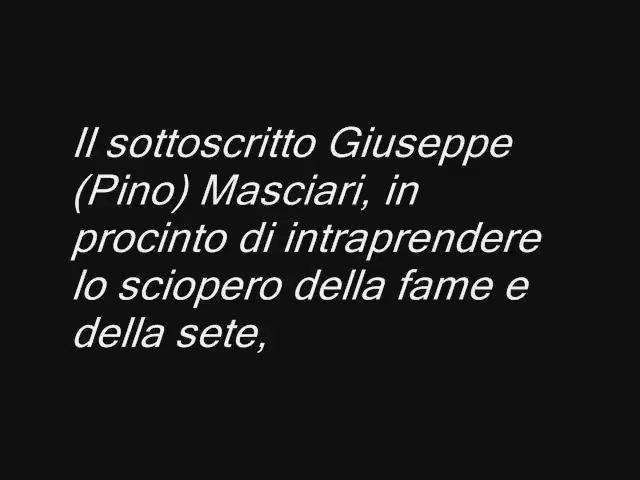 Il sottoscritto Giuseppe
(Pino) Masciari, in
procinto di intraprendere
lo sciopero della fame e
della sete,